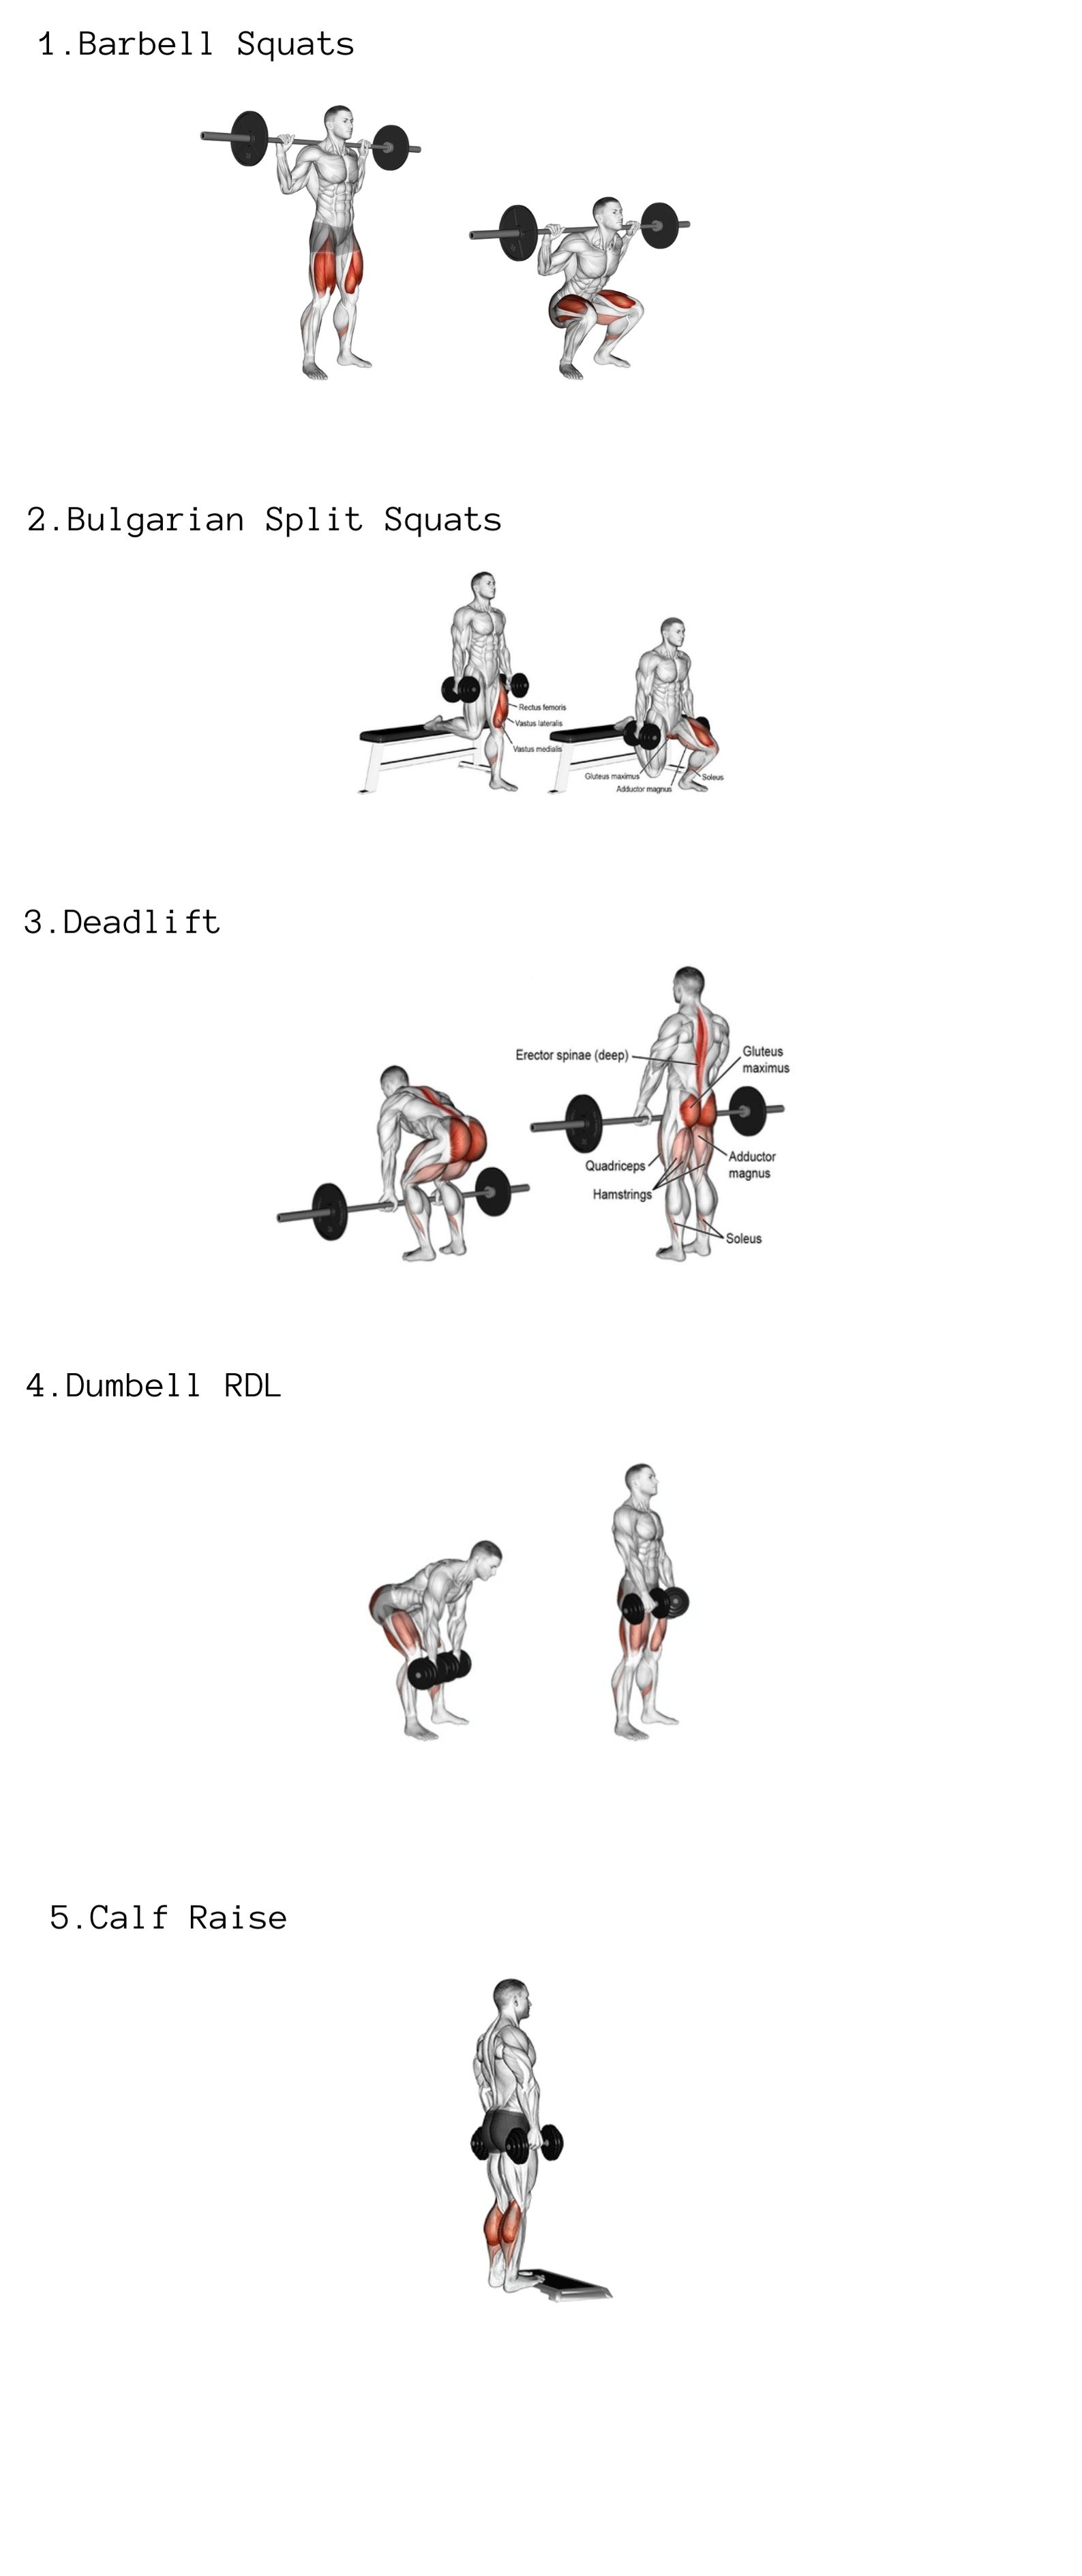 1.Barbell Squats
2.Bulgarian Split Squats
Rectus femoris
Vastus lateralis
Vastus medialis
Gluteus maximus
Soleus
Adductor magnus
3.Deadlift
Erector spinae (deep)
Gluteus
maximus
Quadriceps
Adductor
magnus
Hamstrings
Soleus
4.Dumbell RDL
5.Calf Raise